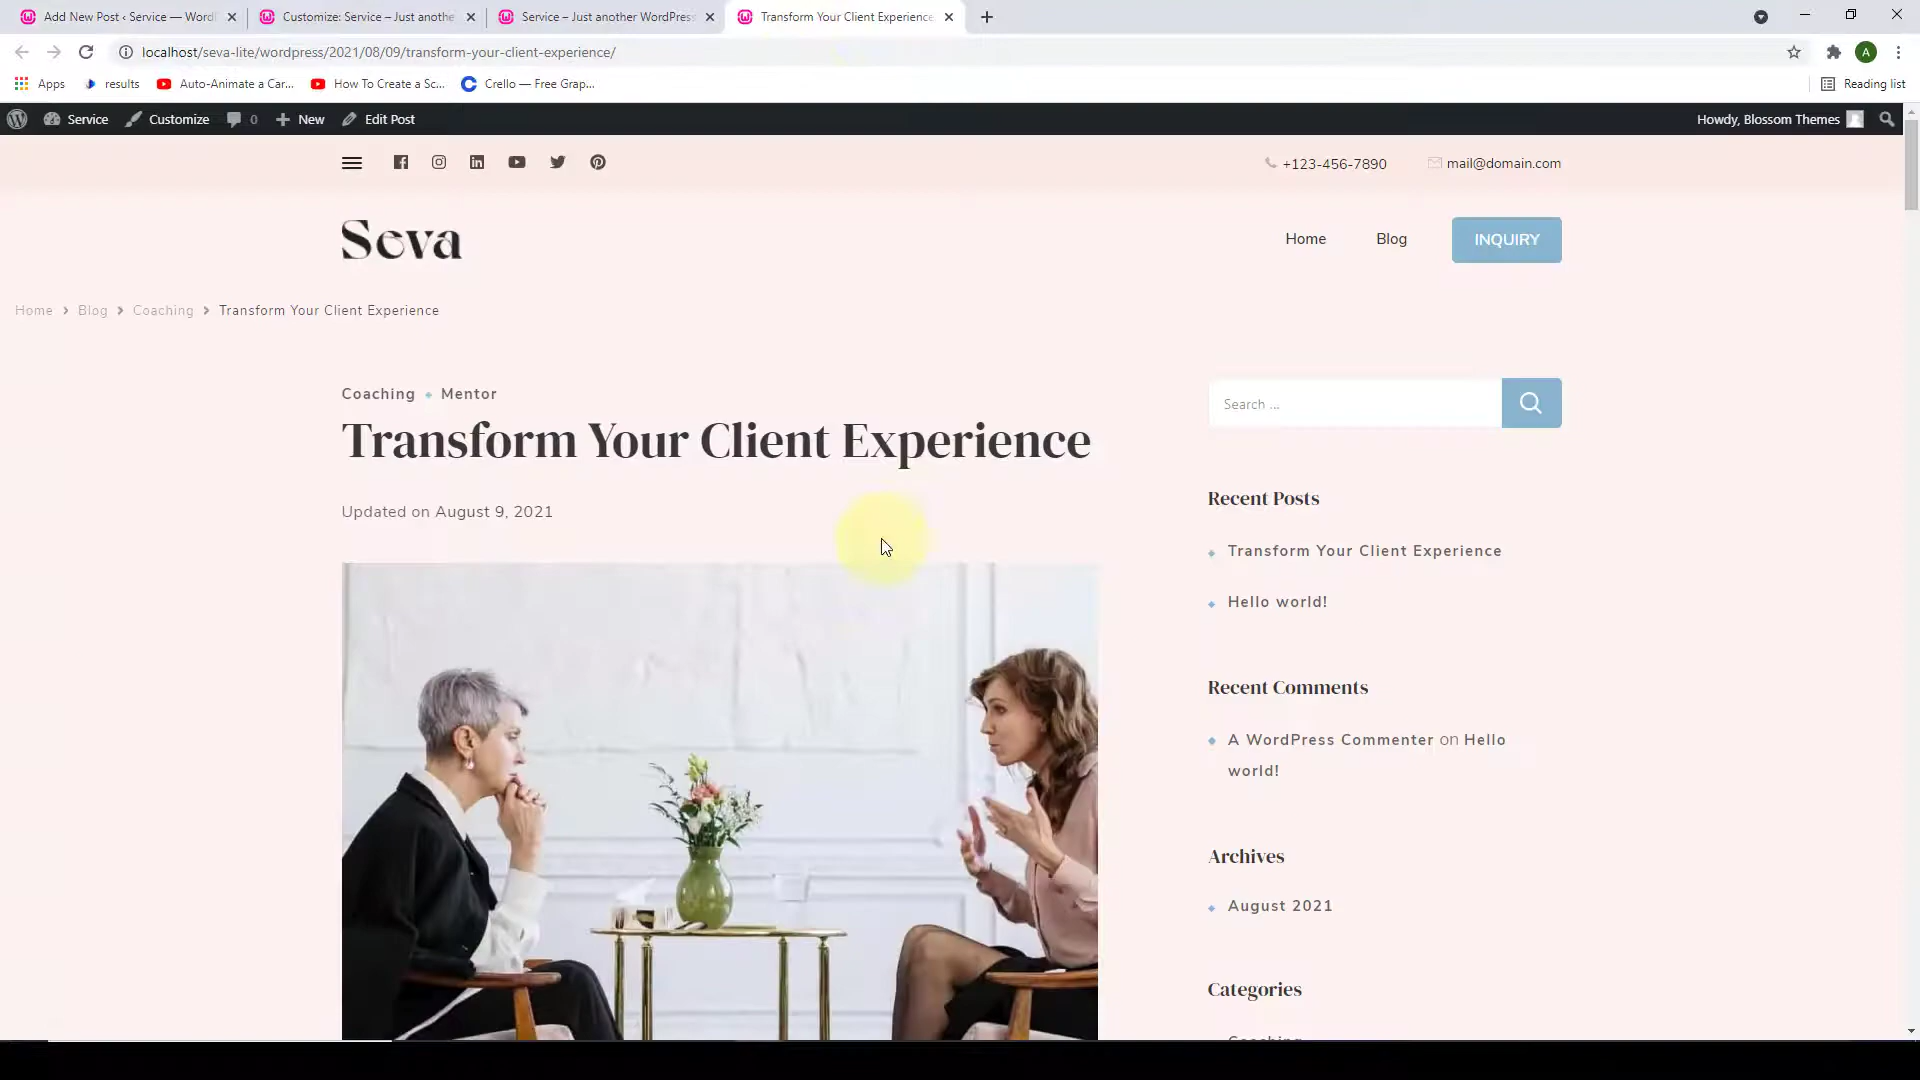 Add New Post ‹ Service — WordP
Customize: Service – Just anothe
Service – Just another WordPress
Transform Your Client Experience
localhost/seva-lite/wordpress/2021/08/09/transform-your-client-experience/
A
Apps
results
Auto-Animate a Car...
How To Create a Sc...
Crello — Free Grap...
Reading list
Service
Customize
0
New
Edit Post
Howdy, Blossom Themes
+123-456-7890
mail@domain.com
Seva
Home
Blog
INQUIRY
Home > Blog > Coaching > Transform Your Client Experience
Coaching
Mentor
Transform Your Client Experience
Updated on August 9, 2021
Search ...
Recent Posts
Transform Your Client Experience
Hello world!
Recent Comments
A WordPress Commenter on Hello
world!
Archives
August 2021
Categories
Coaching